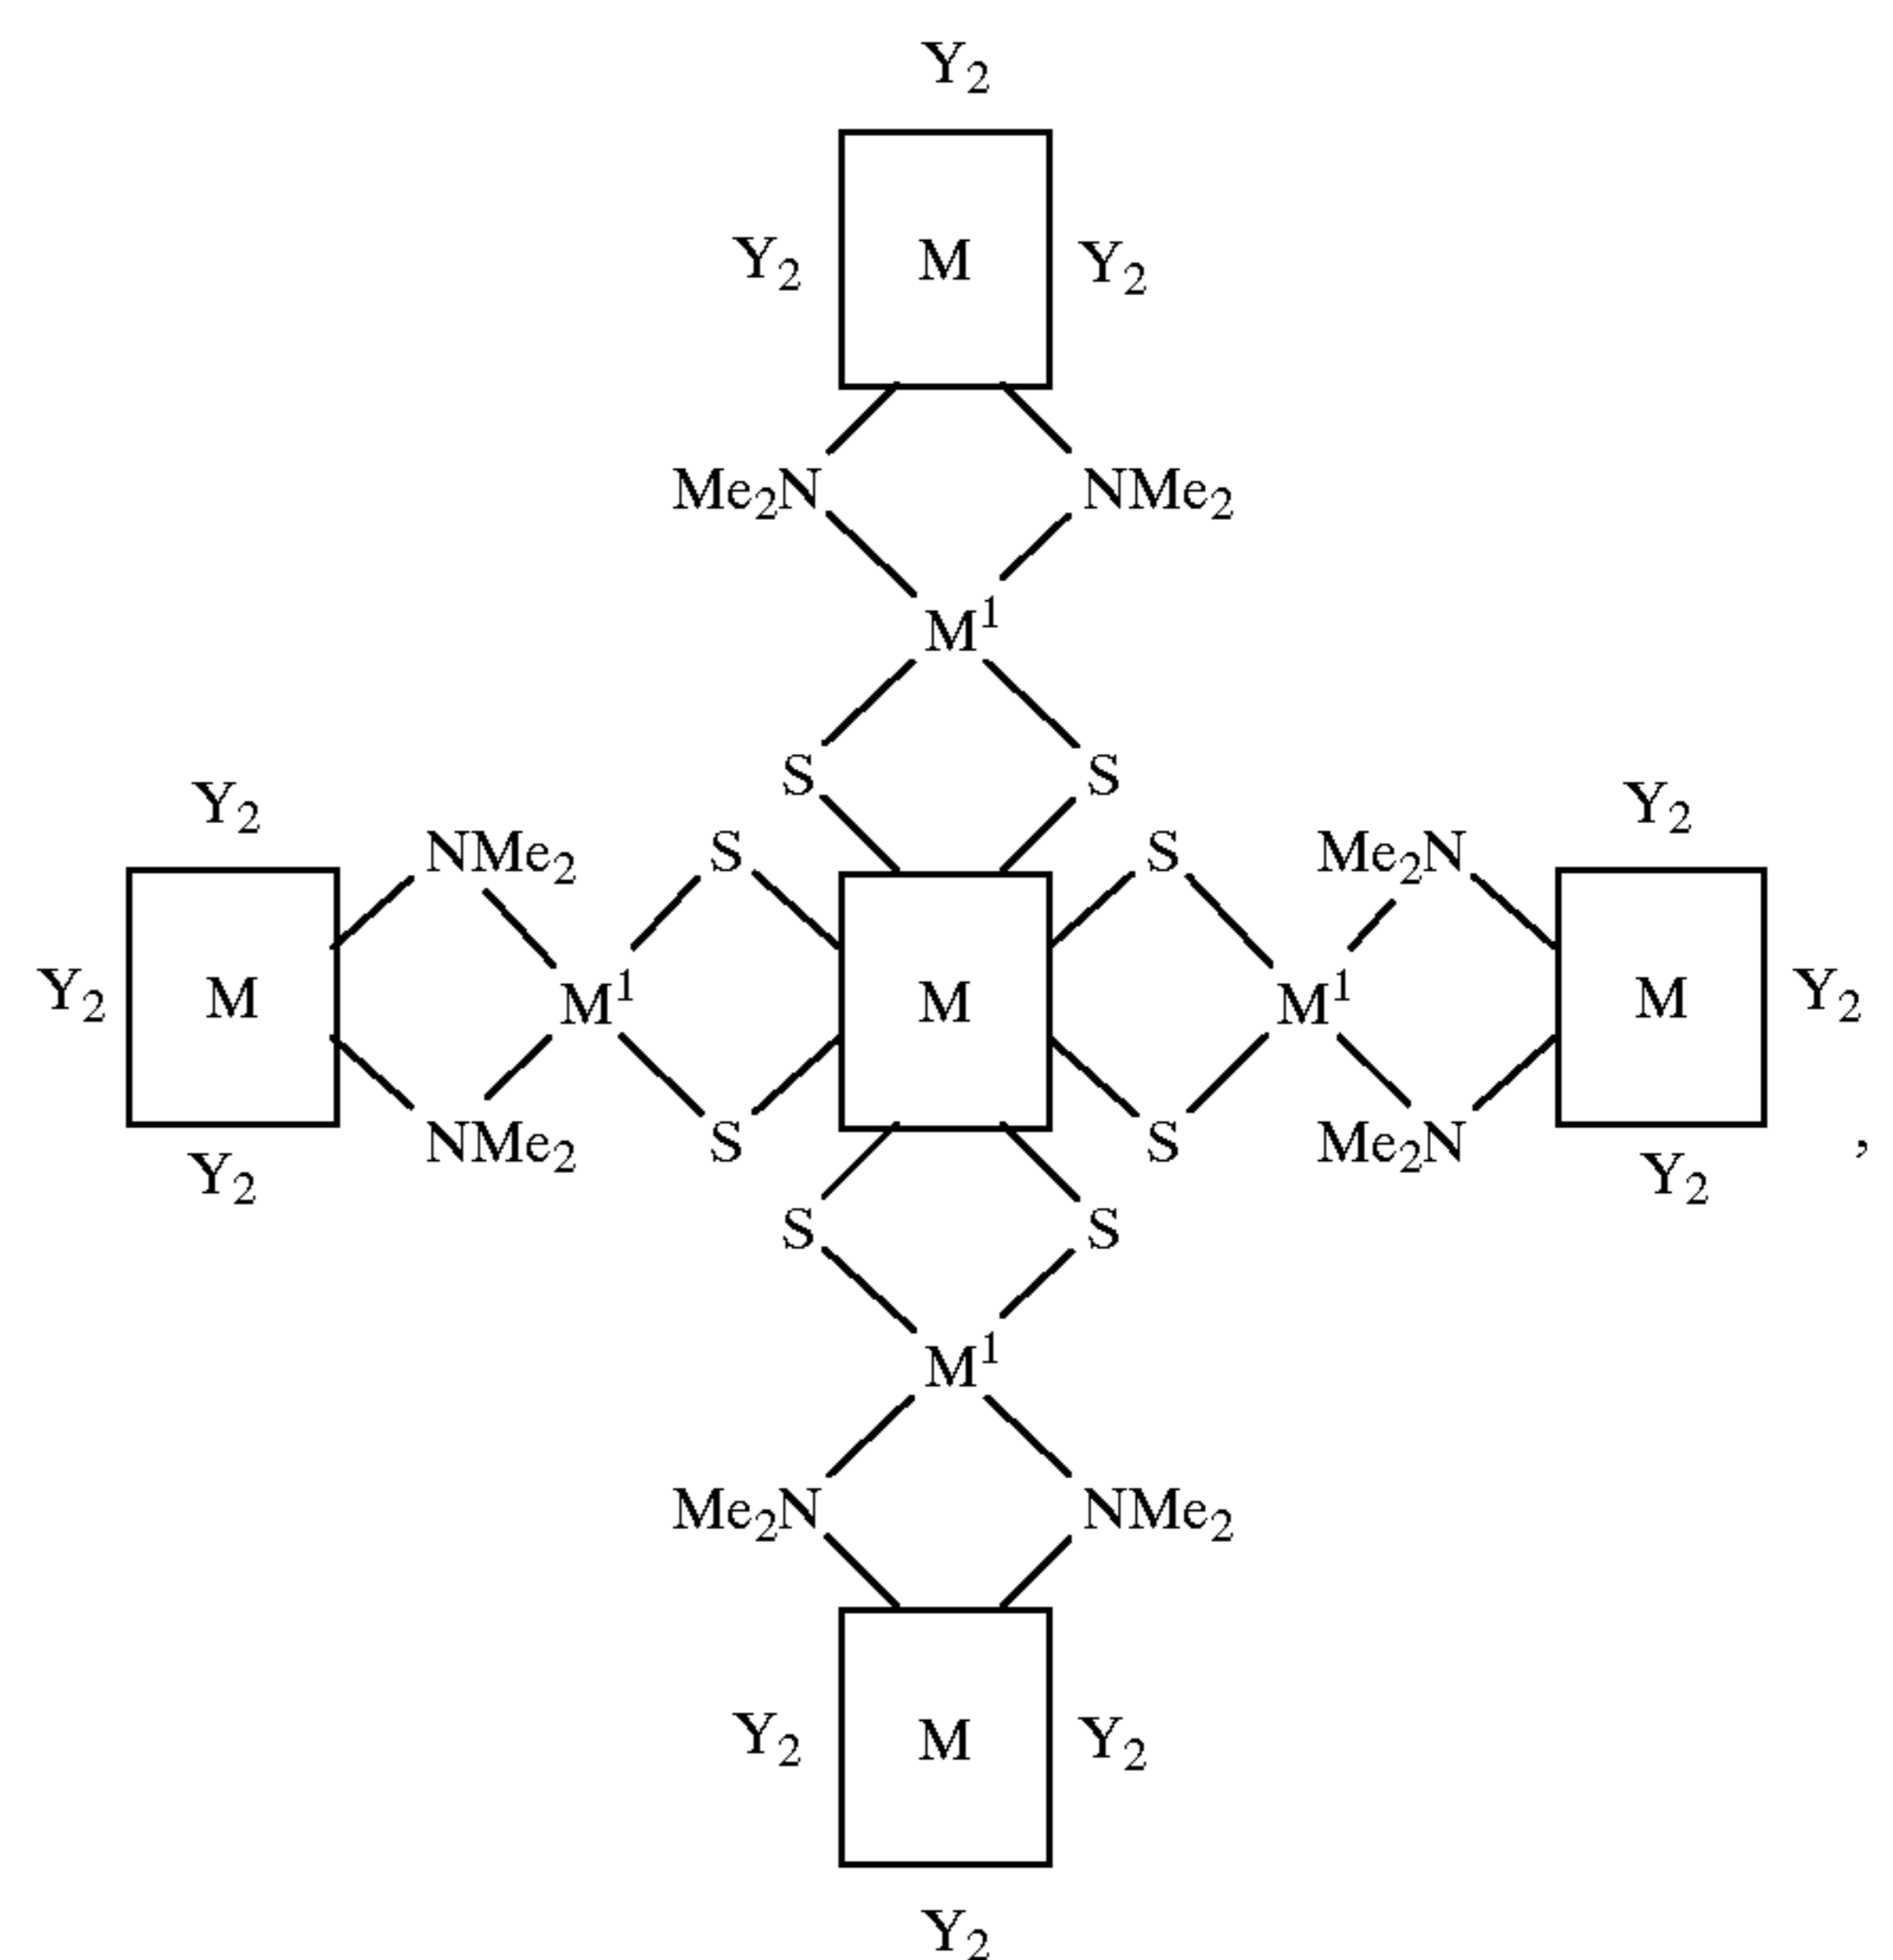 Y₂
Y₂ M Y₂
Me₂N NMe₂
M¹
S S
Y₂ Y₂
NMe₂ S S Me₂N
Y₂ M M¹ M M¹ M Y₂
NMe₂ S S Me₂N ,
Y₂ Y₂
S S
M¹
Me₂N NMe₂
Y₂ M Y₂
Y₂